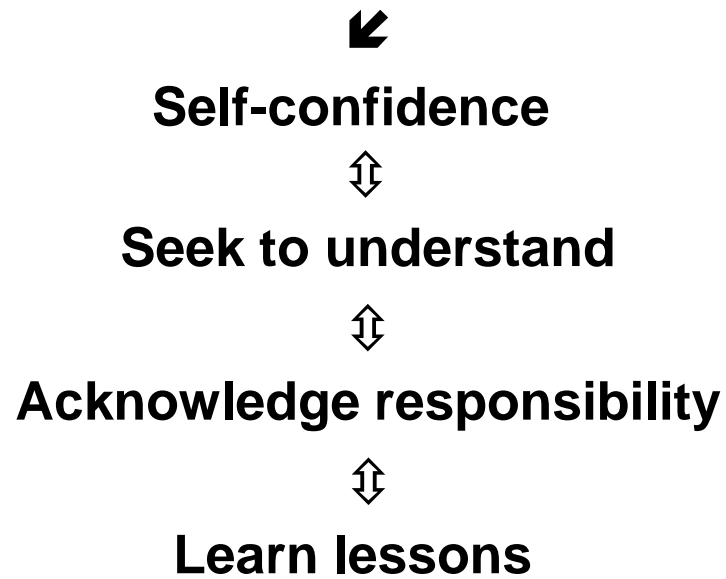 Self-confidence
Seek to understand
Acknowledge responsibility
Learn lessons